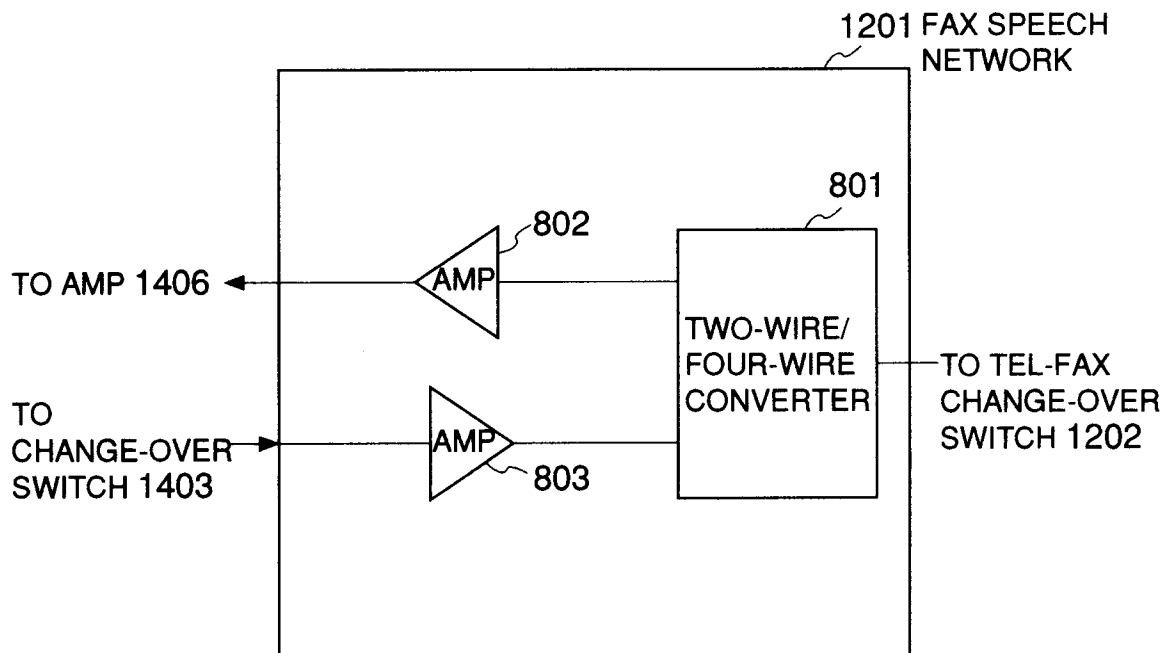 1201 FAX SPEECH
NETWORK
801
802
AMP
TO AMP 1406
TWO-WIRE/
FOUR-WIRE
CONVERTER
TO TEL-FAX
CHANGE-OVER
SWITCH 1202
TO
CHANGE-OVER
SWITCH 1403
AMP
803